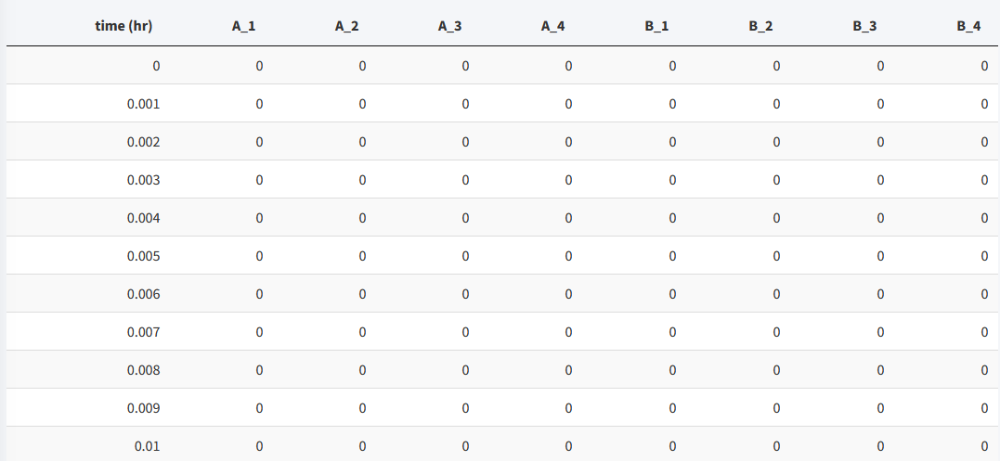 time (hr) A_1 A_2 A_3 A_4 B_1 B_2 B_3 B_4
0 0 0 0 0 0 0 0 0
0.001 0 0 0 0 0 0 0 0
0.002 0 0 0 0 0 0 0 0
0.003 0 0 0 0 0 0 0 0
0.004 0 0 0 0 0 0 0 0
0.005 0 0 0 0 0 0 0 0
0.006 0 0 0 0 0 0 0 0
0.007 0 0 0 0 0 0 0 0
0.008 0 0 0 0 0 0 0 0
0.009 0 0 0 0 0 0 0 0
0.01 0 0 0 0 0 0 0 0